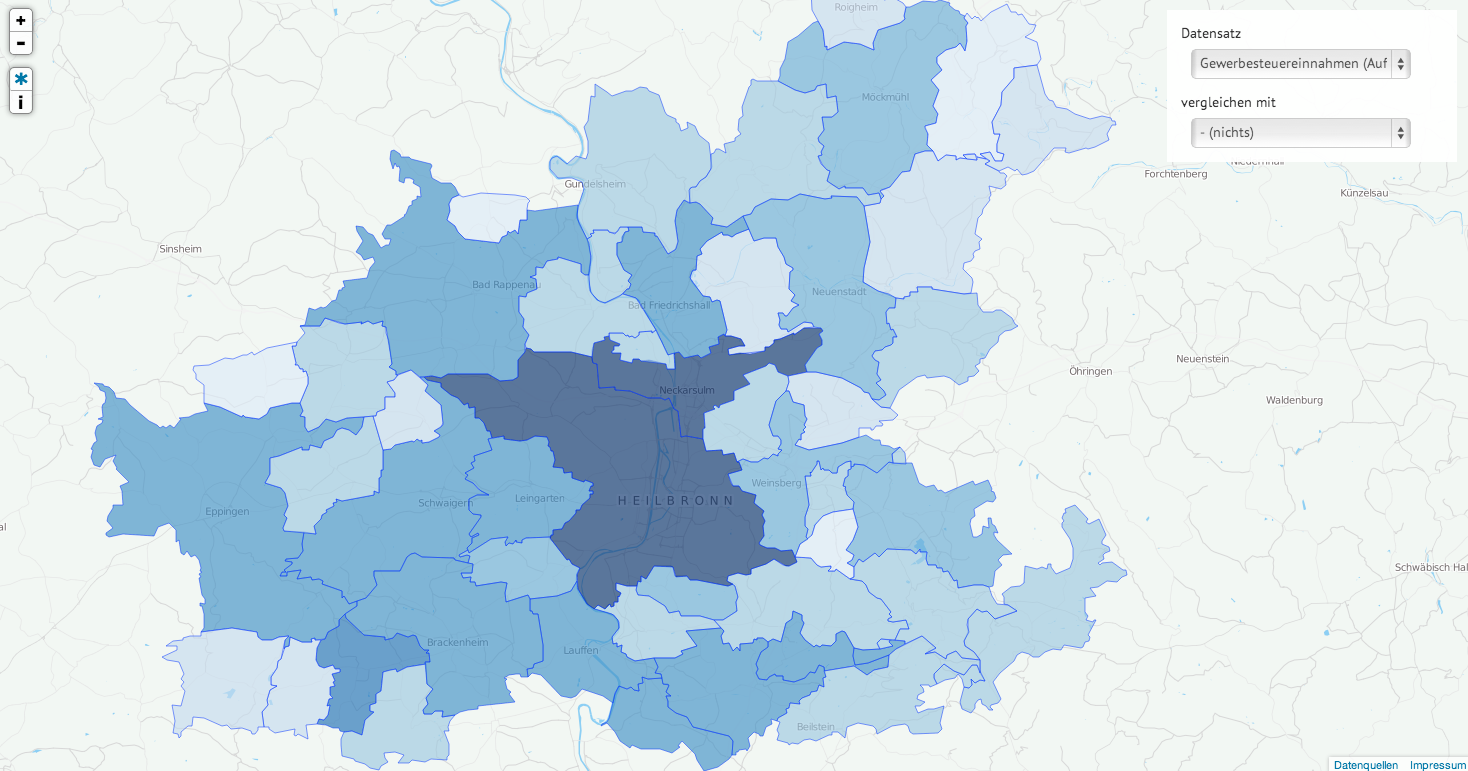 +
-
*
i
Datensatz
Gewerbesteuereinnahmen (Auf
vergleichen mit
- (nichts)
Roigheim
Möckmühl
Niedernhall
Forchtenberg
Künzelsau
Gundelsheim
Sinsheim
Bad Rappenau
Neuenstadt
Bad Friedrichshall
Neuenstein
Öhringen
Neckarsulm
Waldenburg
Weinsberg
HEILBRONN
Leingarten
Schwaigern
Eppingen
al
Schwäbisch Hal
Brackenheim
Lauffen
Beilstein
Datenquellen Impressum